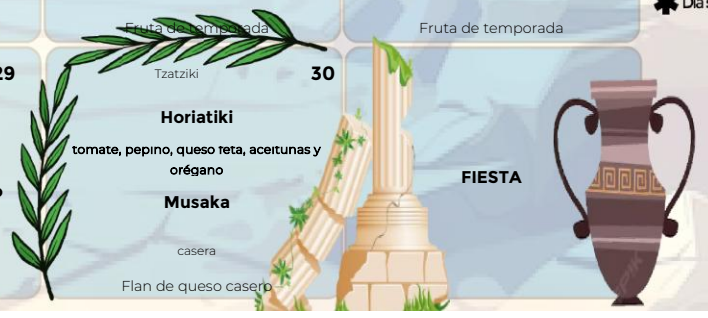 Fruta de temporada
Fruta de temporada
Día
29
Tzatziki
30
Horiatiki
tomate, pepino, queso feta, aceitunas y
orégano
Musaka
FIESTA
casera
Flan de queso casero